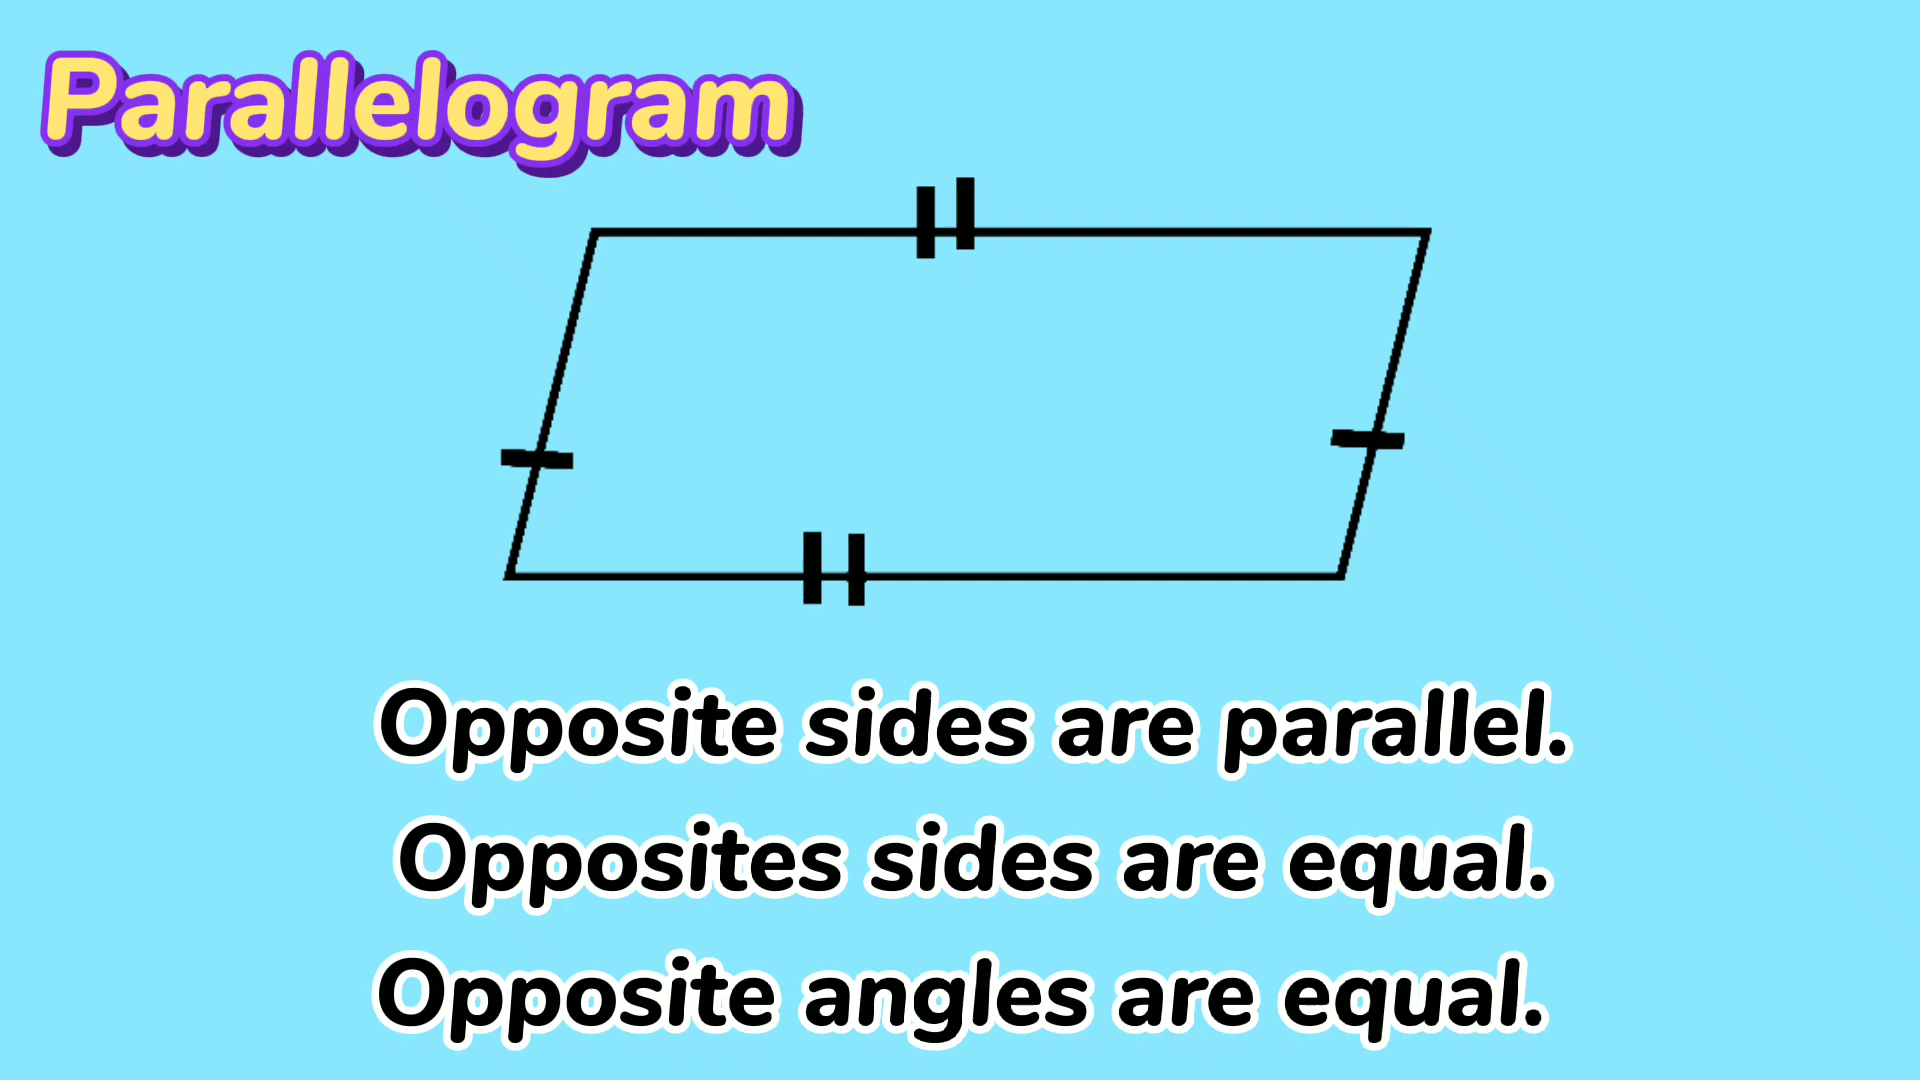 Parallelogram
Opposite sides are parallel.
Opposites sides are equal.
Opposite angles are equal.